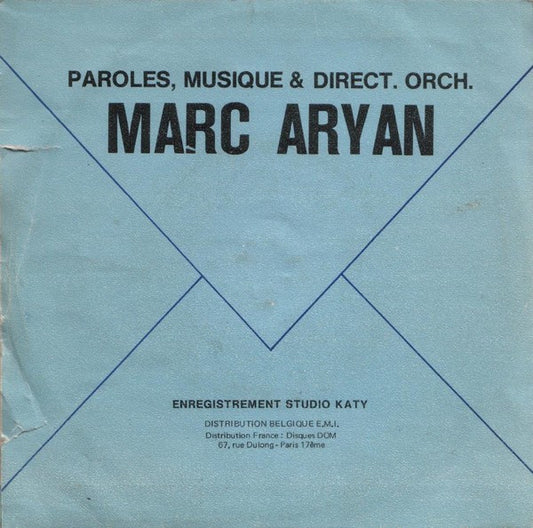 PAROLES, MUSIQUE & DIRECT. ORCH.
MARC ARYAN
ENREGISTREMENT STUDIO KATY
DISTRIBUTION BELGIQUE E.M.I.
Distribution France : Disques DOM
67, rue Dulong - Paris 17ème